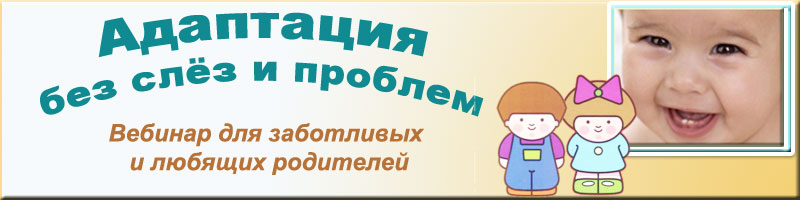 Адаптация
без слёз и проблем
Вебинар для заботливых
и любящих родителей